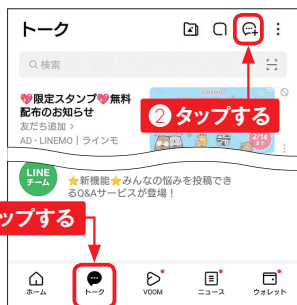 トーク
検索
💖限定スタンプ💖無料
配布のお知らせ
友だち追加 >
AD・LINEMO | ラインモ
LINEMO
2/14
まで
❷ タップする
LINE
チーム
⭐新機能⭐みんなの悩みを投稿でき
るQ&Aサービスが登場！
ップする
ホーム
トーク
VOOM
ニュース
ウォレット